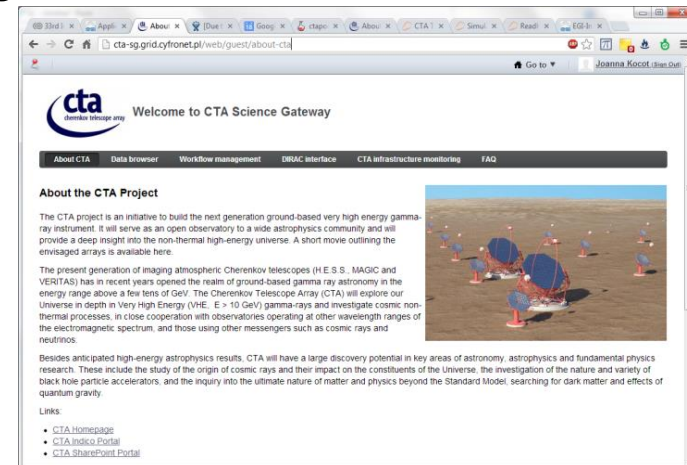 33rd I
Appli
About
[Due
Goog
ctapo
About
CTA
Simul
Readl
EGI-In
cta-sg.grid.cyfronet.pl/web/guest/about-cta
Go to ▼ Joanna Kocot (Sign Out)
cta
cherenkov telescope array
Welcome to CTA Science Gateway
About CTA Data browser Workflow management DIRAC interface CTA infrastructure monitoring FAQ
About the CTA Project
The CTA project is an initiative to build the next generation ground-based very high energy gamma-
ray instrument. It will serve as an open observatory to a wide astrophysics community and will
provide a deep insight into the non-thermal high-energy universe. A short movie outlining the
envisaged arrays is available here.
The present generation of imaging atmospheric Cherenkov telescopes (H.E.S.S., MAGIC and
VERITAS) has in recent years opened the realm of ground-based gamma ray astronomy in the
energy range above a few tens of GeV. The Cherenkov Telescope Array (CTA) will explore our
Universe in depth in Very High Energy (VHE, E > 10 GeV) gamma-rays and investigate cosmic non-
thermal processes, in close cooperation with observatories operating at other wavelength ranges of
the electromagnetic spectrum, and those using other messengers such as cosmic rays and
neutrinos.
Besides anticipated high-energy astrophysics results, CTA will have a large discovery potential in key areas of astronomy, astrophysics and fundamental physics
research. These include the study of the origin of cosmic rays and their impact on the constituents of the Universe, the investigation of the nature and variety of
black hole particle accelerators, and the inquiry into the ultimate nature of matter and physics beyond the Standard Model, searching for dark matter and effects of
quantum gravity.
Links:
• CTA Homepage
• CTA Indico Portal
• CTA SharePoint Portal